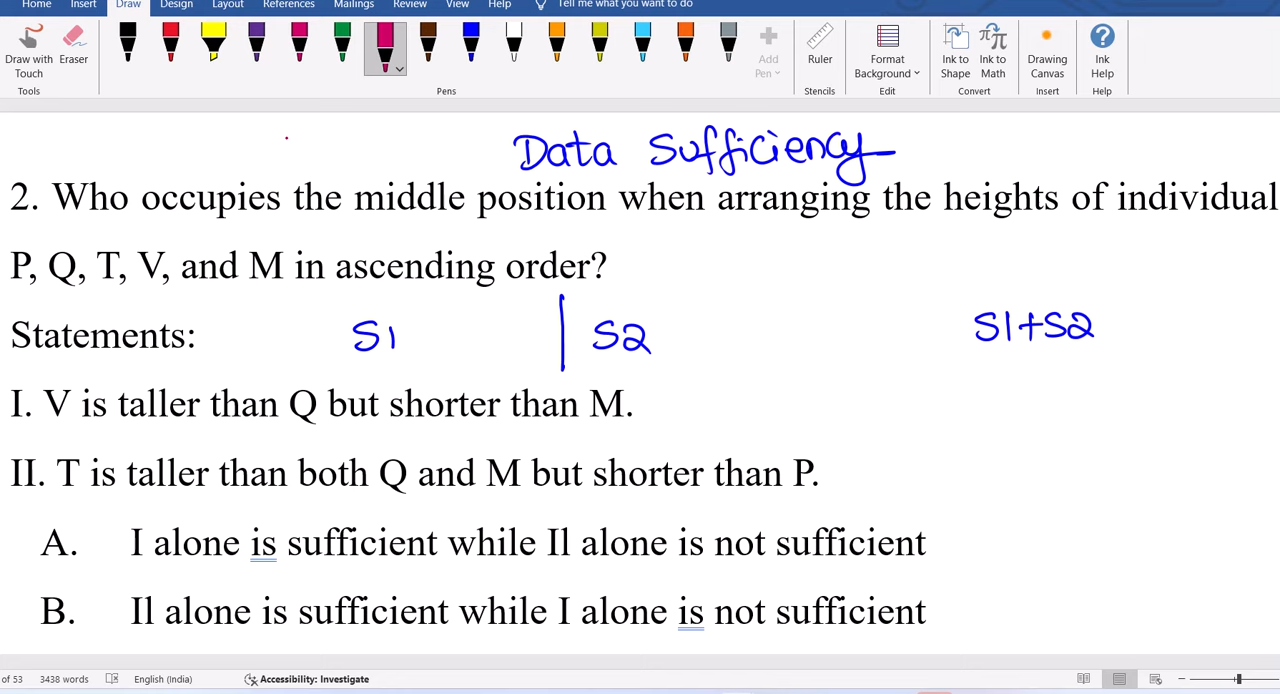 Home Insert Draw Design Layout References Mailings Review View Help Tell me what you want to do
Draw with Touch
Eraser
Add Pen
Ruler
Format Background
Ink to Shape
Ink to Math
Drawing Canvas
Ink Help
Tools Pens Stencils Edit Convert Insert Help
Data Sufficiency
2. Who occupies the middle position when arranging the heights of individual
P, Q, T, V, and M in ascending order?
Statements: S1 | S2 S1+S2
I. V is taller than Q but shorter than M.
II. T is taller than both Q and M but shorter than P.
A. I alone is sufficient while Il alone is not sufficient
B. Il alone is sufficient while I alone is not sufficient
of 53 3438 words English (India) Accessibility: Investigate